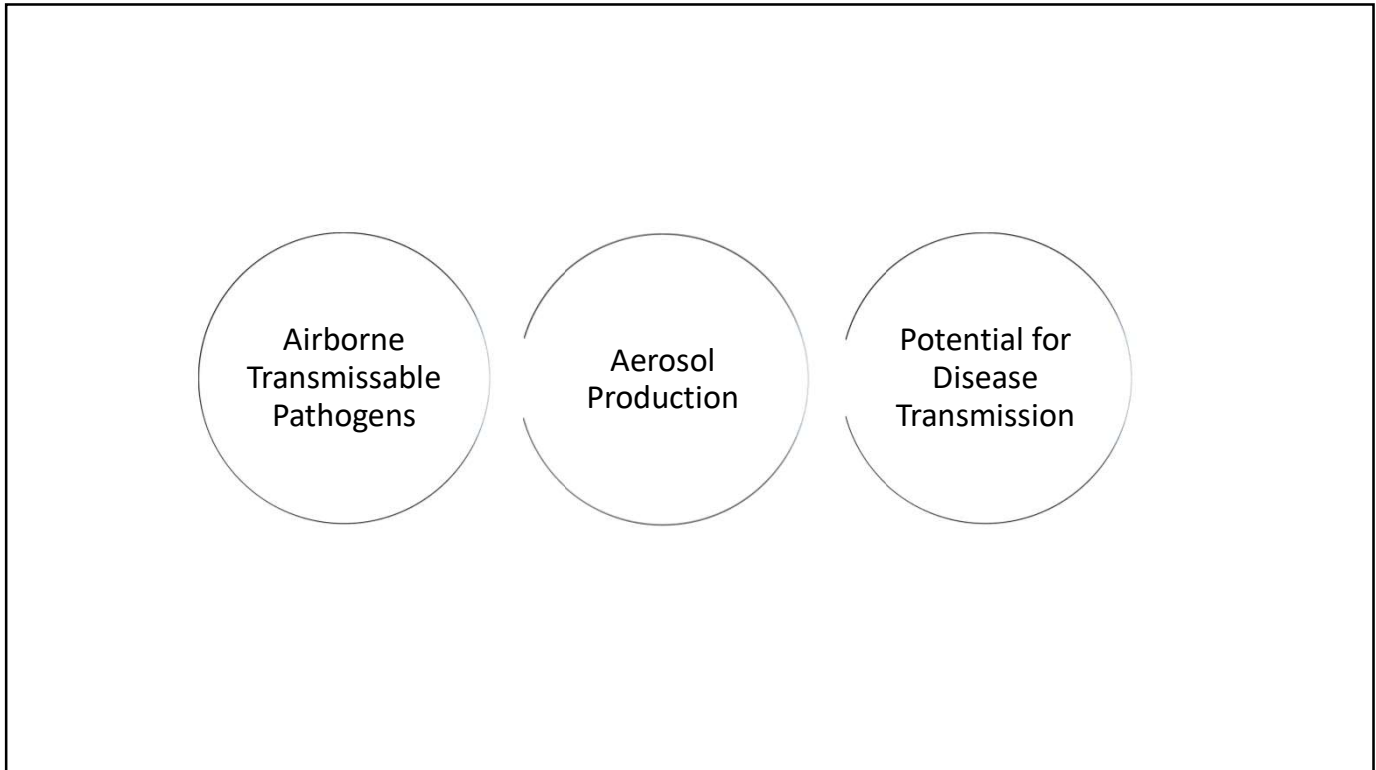 Airborne
Transmissable
Pathogens
Aerosol
Production
Potential for
Disease
Transmission